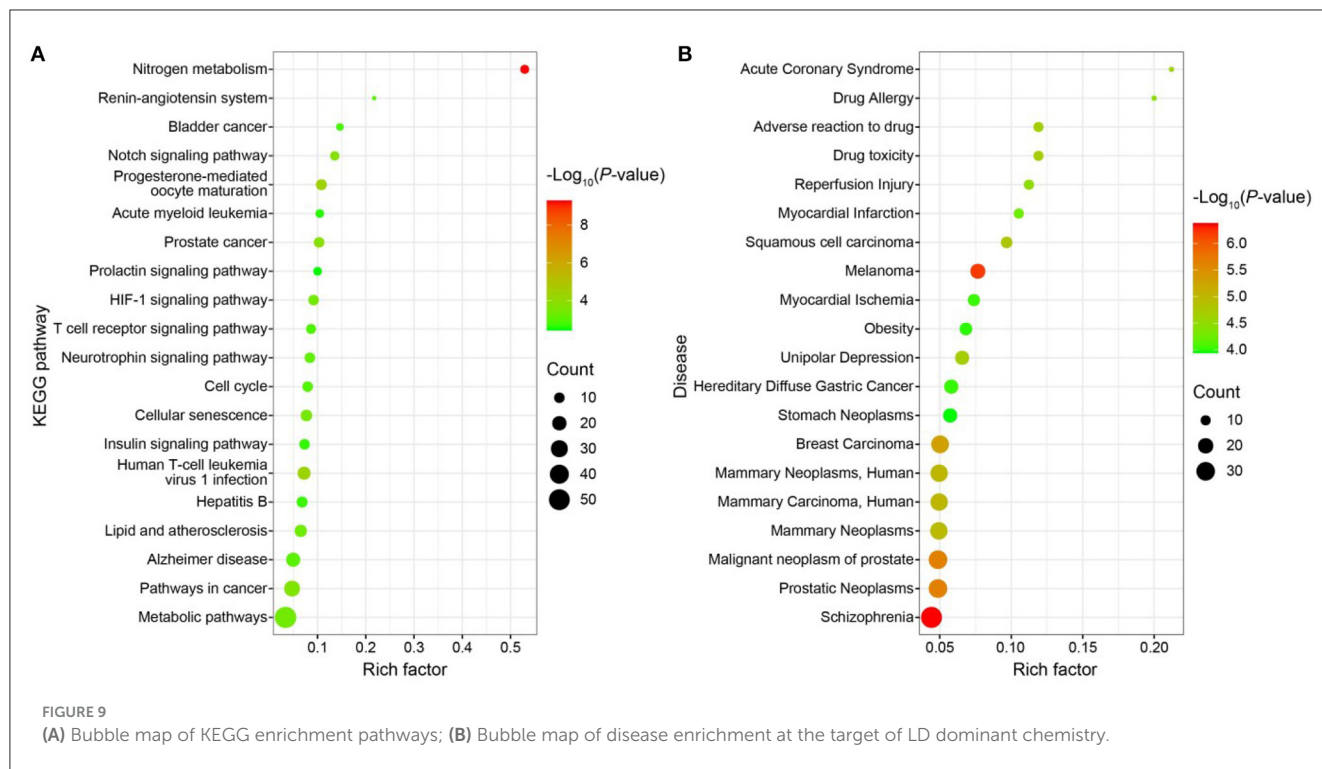 A
Nitrogen metabolism
Renin-angiotensin system
Bladder cancer
Notch signaling pathway
Progesterone-mediated
oocyte maturation
Acute myeloid leukemia
Prostate cancer
Prolactin signaling pathway
HIF-1 signaling pathway
T cell receptor signaling pathway
Neurotrophin signaling pathway
Cell cycle
Cellular senescence
Insulin signaling pathway
Human T-cell leukemia
virus 1 infection
Hepatitis B
Lipid and atherosclerosis
Alzheimer disease
Pathways in cancer
Metabolic pathways
KEGG pathway
0.1 0.2 0.3 0.4 0.5
Rich factor
-Log10(P-value)
8
6
4
Count
10
20
30
40
50
B
Acute Coronary Syndrome
Drug Allergy
Adverse reaction to drug
Drug toxicity
Reperfusion Injury
Myocardial Infarction
Squamous cell carcinoma
Melanoma
Myocardial Ischemia
Obesity
Unipolar Depression
Hereditary Diffuse Gastric Cancer
Stomach Neoplasms
Breast Carcinoma
Mammary Neoplasms, Human
Mammary Carcinoma, Human
Mammary Neoplasms
Malignant neoplasm of prostate
Prostatic Neoplasms
Schizophrenia
Disease
0.05 0.10 0.15 0.20
Rich factor
-Log10(P-value)
6.0
5.5
5.0
4.5
4.0
Count
10
20
30
FIGURE 9
(A) Bubble map of KEGG enrichment pathways; (B) Bubble map of disease enrichment at the target of LD dominant chemistry.